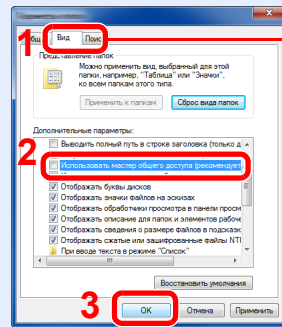 1
Общ
Вид
Поис
Представление папок
Можно применить вид, выбранный для этой
папки, например, "Таблица" или "Значки",
ко всем папкам этого типа.
Применить к папкам
Сброс вида папок
Дополнительные параметры:
Выводить полный путь в строке заголовка (только д
2
Использовать мастер общего доступа (рекомендует
Отображать буквы дисков
Отображать значки файлов на эскизах
Отображать обработчики просмотра в панели просм
Отображать описание для папок и элементов рабоче
Отображать сведения о размере файлов в подсказк
Отображать сжатые или зашифрованные файлы NTI
При вводе текста в режиме "Список"
Восстановить умолчания
3
ОК
Отмена
Применить